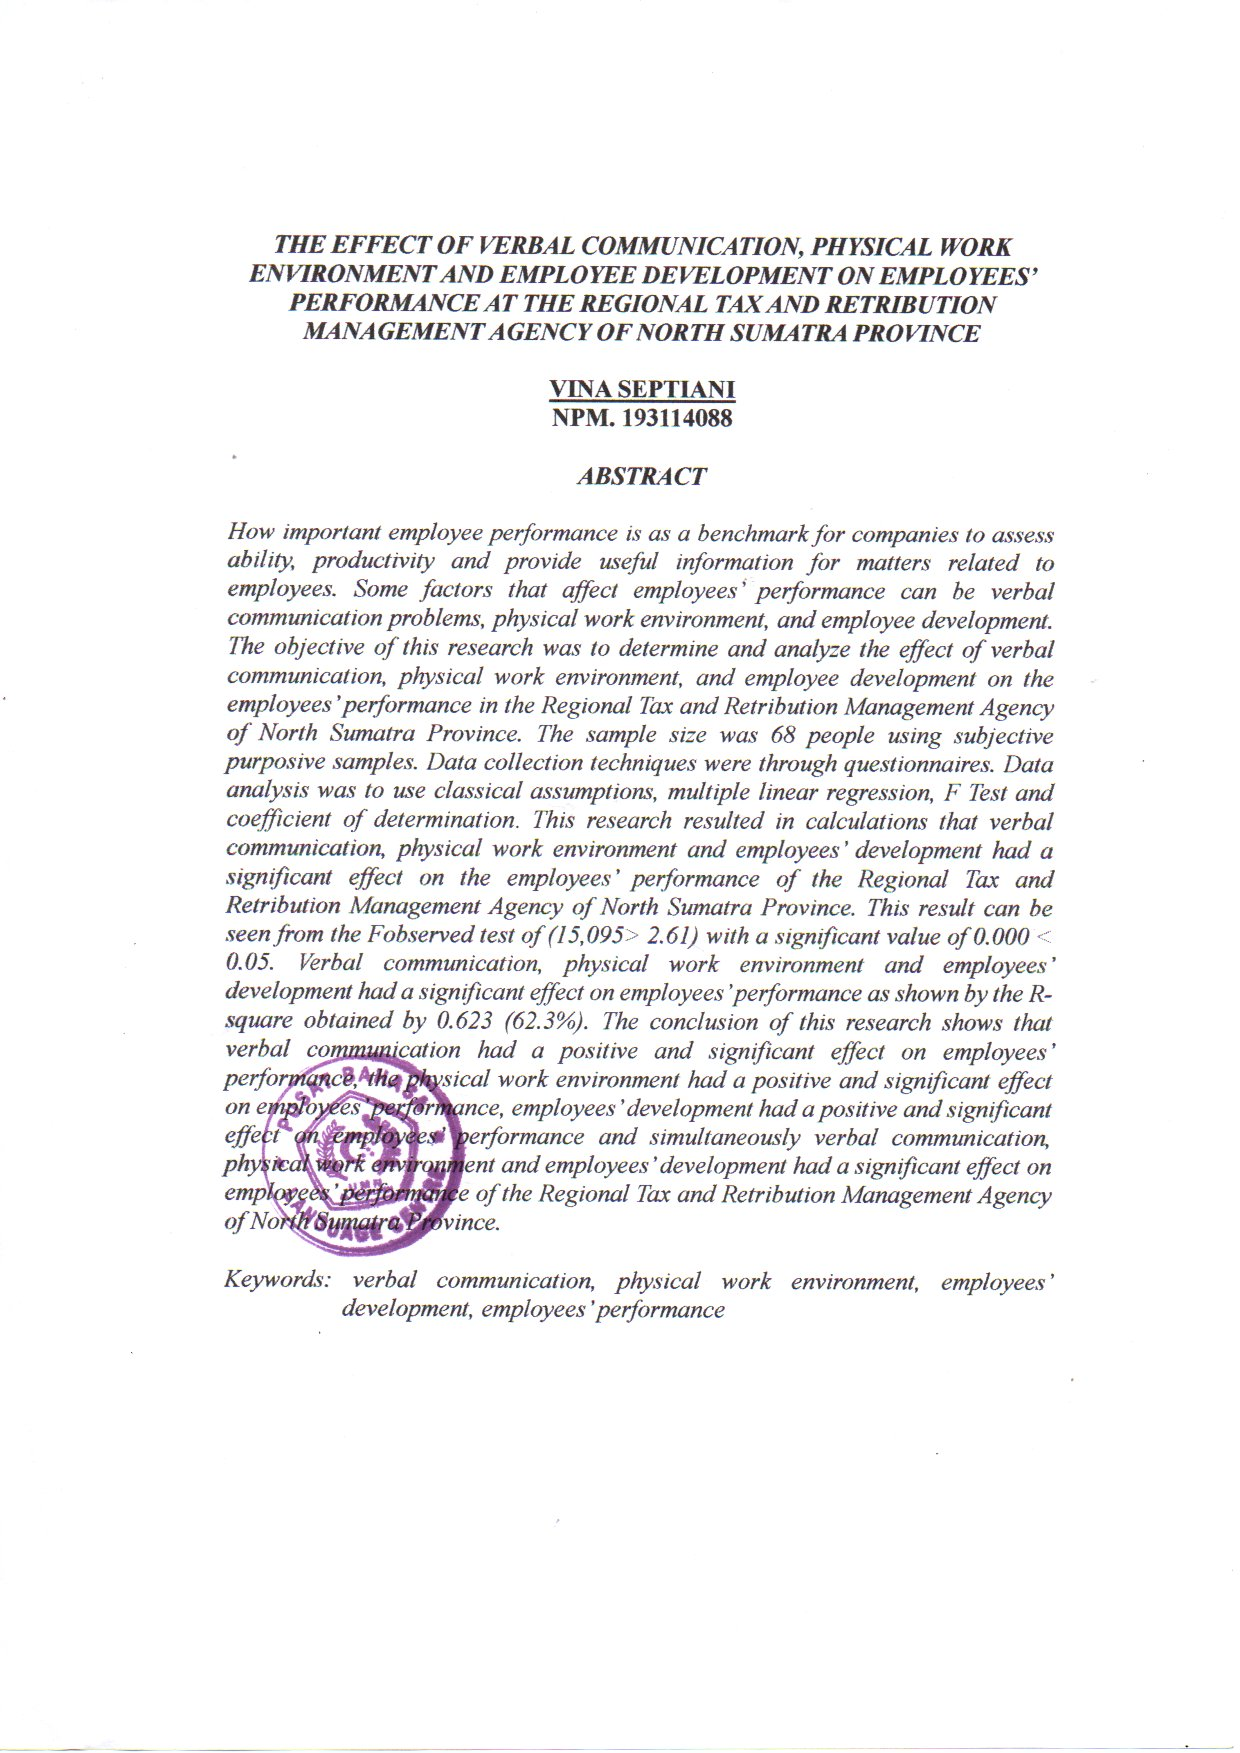 THE EFFECT OF VERBAL COMMUNICATION, PHYSICAL WORK
ENVIRONMENT AND EMPLOYEE DEVELOPMENT ON EMPLOYEES'
PERFORMANCE AT THE REGIONAL TAX AND RETRIBUTION
MANAGEMENT AGENCY OF NORTH SUMATRA PROVINCE
VINA SEPTIANI
NPM. 193114088
ABSTRACT
How important employee performance is as a benchmark for companies to assess
ability, productivity and provide useful information for matters related to
employees. Some factors that affect employees' performance can be verbal
communication problems, physical work environment, and employee development.
The objective of this research was to determine and analyze the effect of verbal
communication, physical work environment, and employee development on the
employees' performance in the Regional Tax and Retribution Management Agency
of North Sumatra Province. The sample size was 68 people using subjective
purposive samples. Data collection techniques were through questionnaires. Data
analysis was to use classical assumptions, multiple linear regression, F Test and
coefficient of determination. This research resulted in calculations that verbal
communication, physical work environment and employees' development had a
significant effect on the employees' performance of the Regional Tax and
Retribution Management Agency of North Sumatra Province. This result can be
seen from the Fobserved test of (15,095> 2.61) with a significant value of 0.000 <
0.05. Verbal communication, physical work environment and employees'
development had a significant effect on employees' performance as shown by the R-
square obtained by 0.623 (62.3%). The conclusion of this research shows that
verbal communication had a positive and significant effect on employees'
performance, the physical work environment had a positive and significant effect
on employees' performance, employees' development had a positive and significant
effect on employees' performance and simultaneously verbal communication,
physical work environment and employees' development had a significant effect on
employees' performance of the Regional Tax and Retribution Management Agency
of North Sumatra Province.
PUSAT BAHASA
LANGUAGE CENTRE
Keywords: verbal communication, physical work environment, employees'
development, employees' performance